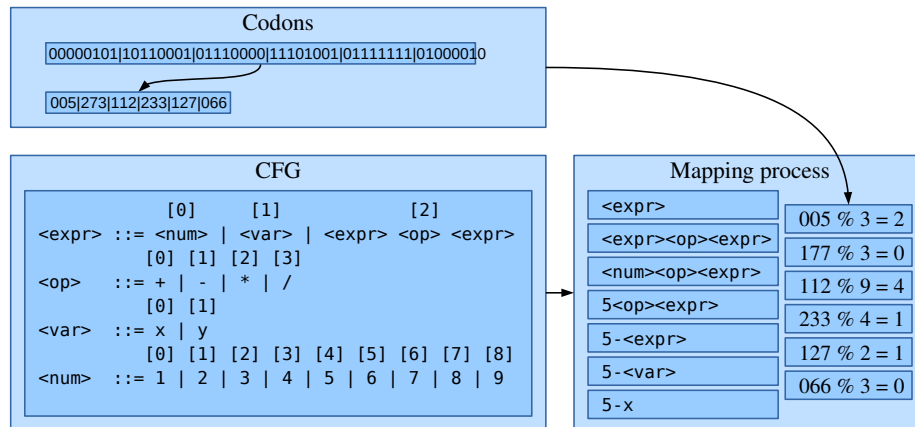 Codons
00000101|10110001|01110000|11101001|01111111|01000010
005|273|112|233|127|066
CFG
[0] [1] [2]
<expr> ::= <num> | <var> | <expr> <op> <expr>
[0] [1] [2] [3]
<op> ::= + | - | * | /
[0] [1]
<var> ::= x | y
[0] [1] [2] [3] [4] [5] [6] [7] [8]
<num> ::= 1 | 2 | 3 | 4 | 5 | 6 | 7 | 8 | 9
Mapping process
<expr>
<expr><op><expr>
<num><op><expr>
5<op><expr>
5-<expr>
5-<var>
5-x
005 % 3 = 2
177 % 3 = 0
112 % 9 = 4
233 % 4 = 1
127 % 2 = 1
066 % 3 = 0